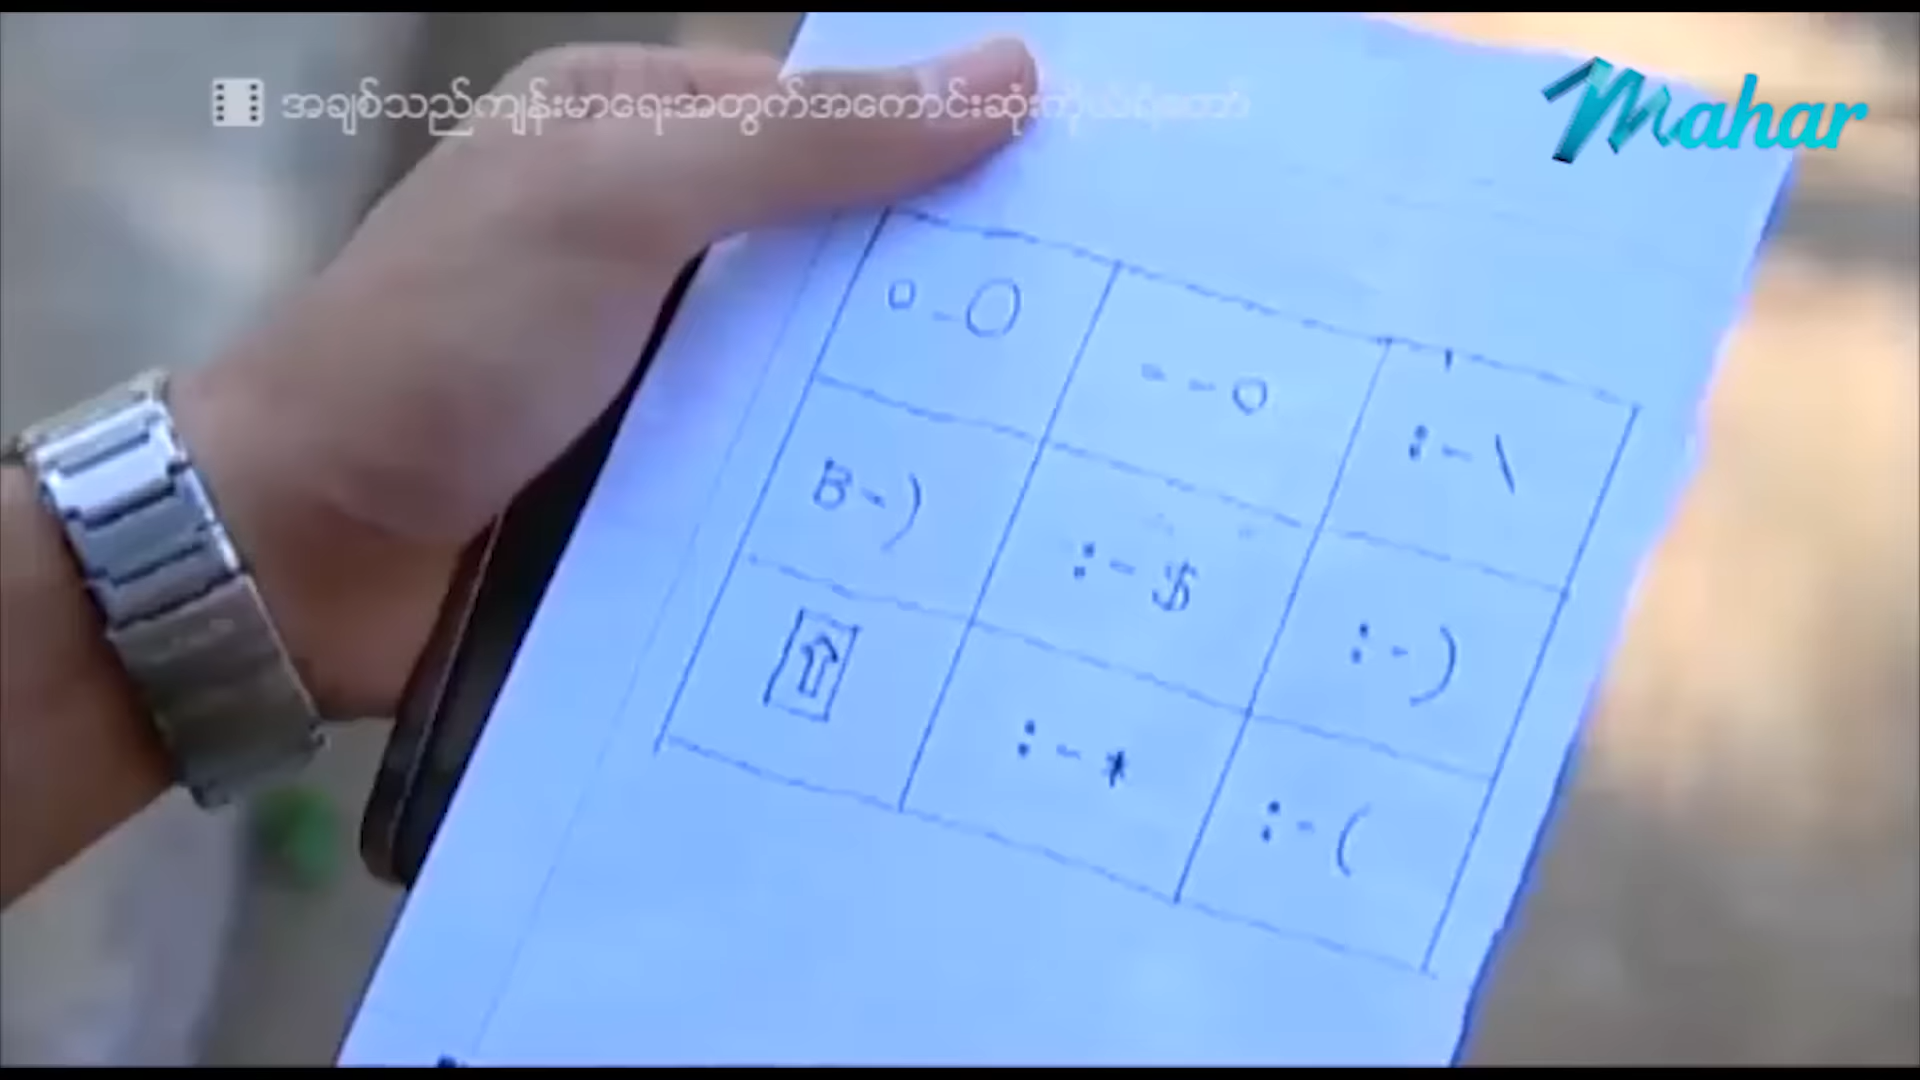 အချစ်သည်ကျန်းမာရေးအတွက်အကောင်းဆုံးကိုယ်ရံတော်
Mahar
o_O
--o
:-\
B-)
:-$
:-)
⇧
:-*
:-(